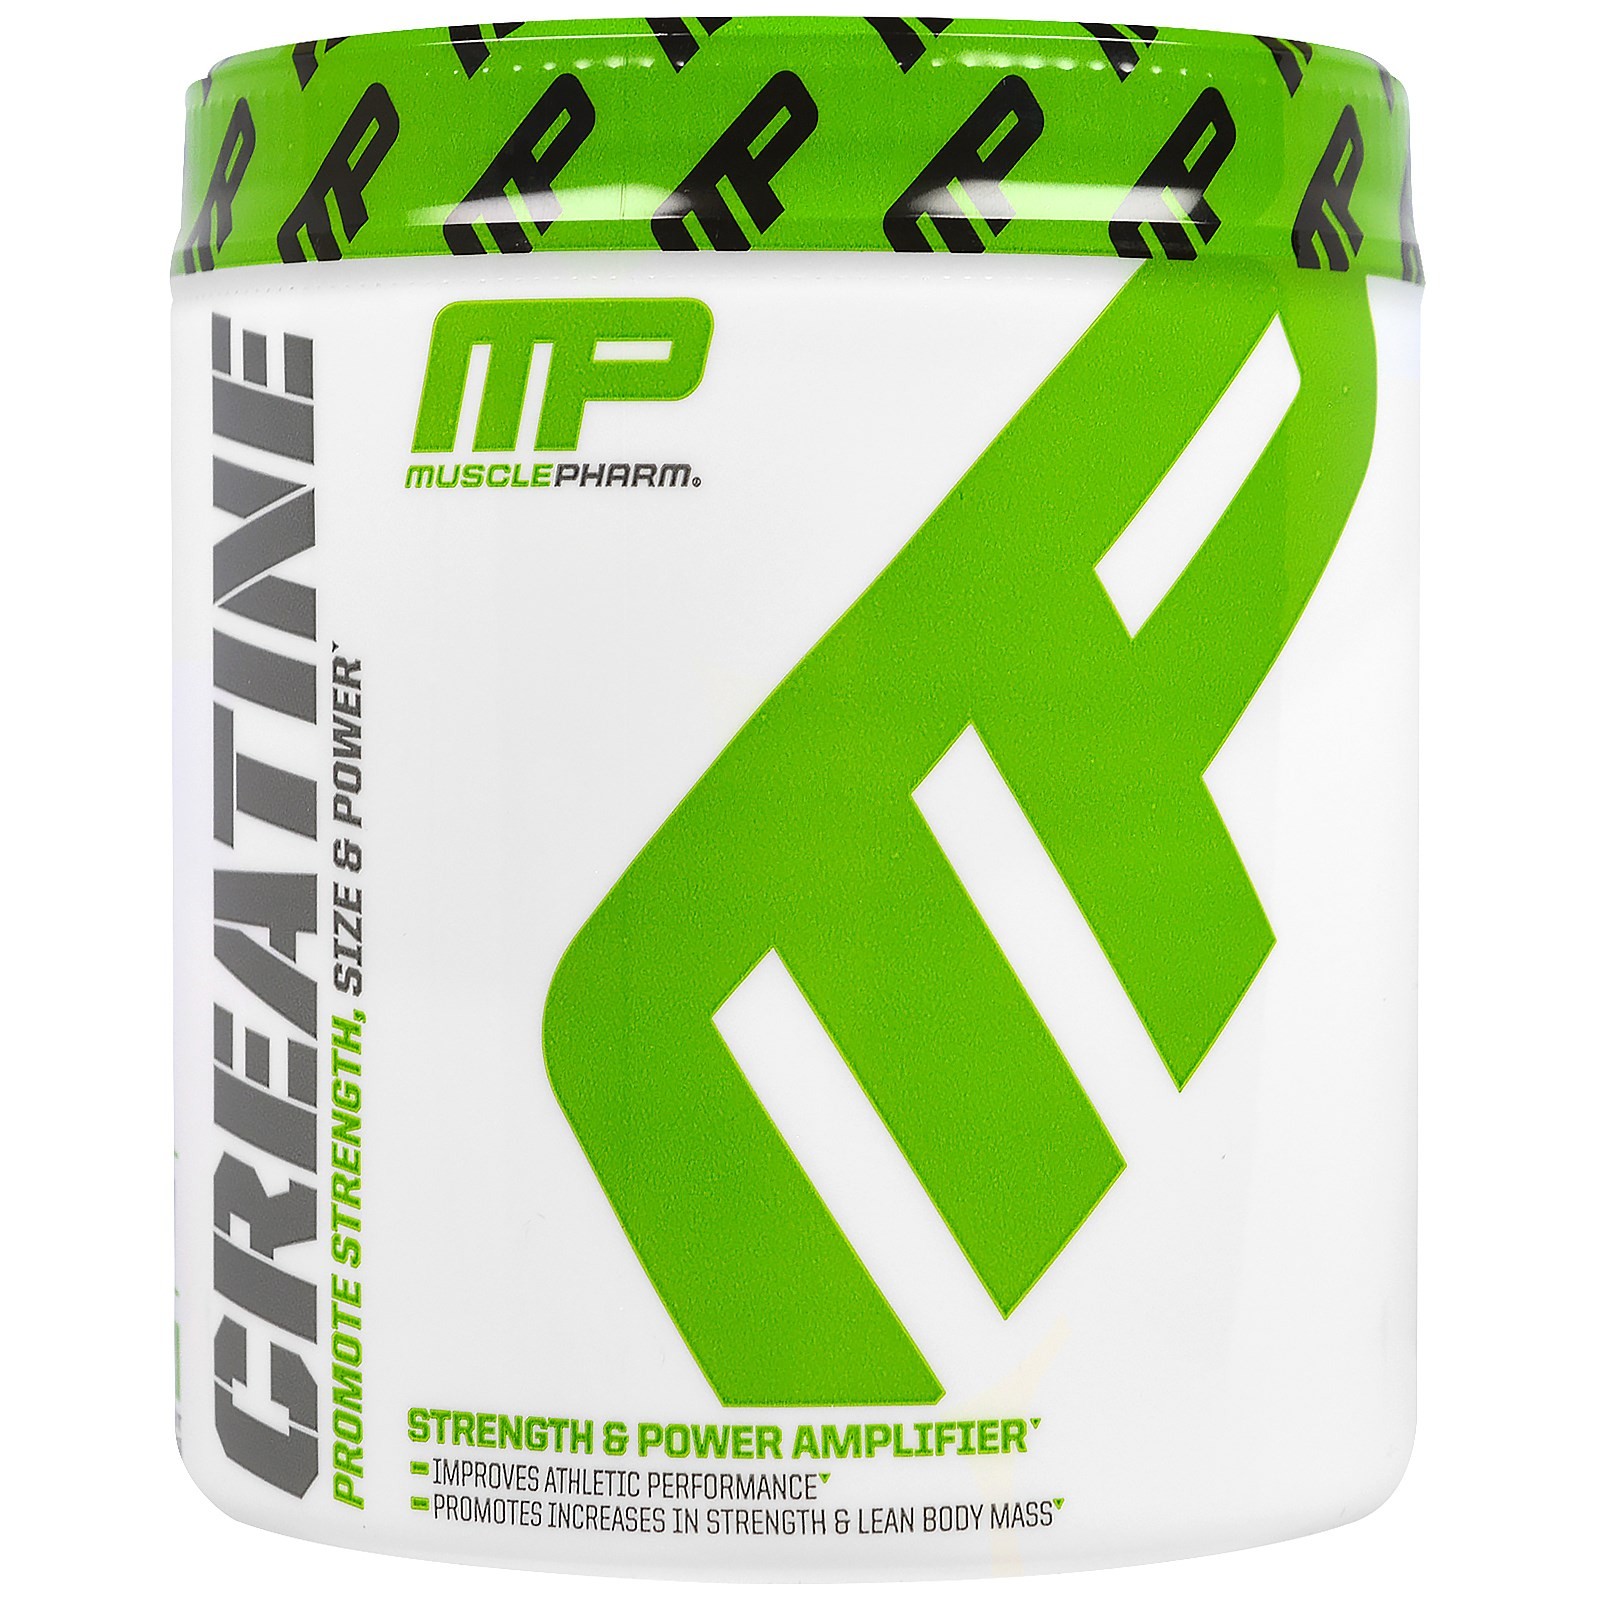 MP
MUSCLEPHARM®
CREATINE
PROMOTE STRENGTH, SIZE & POWER
STRENGTH & POWER AMPLIFIER
IMPROVES ATHLETIC PERFORMANCE
PROMOTES INCREASES IN STRENGTH & LEAN BODY MASS